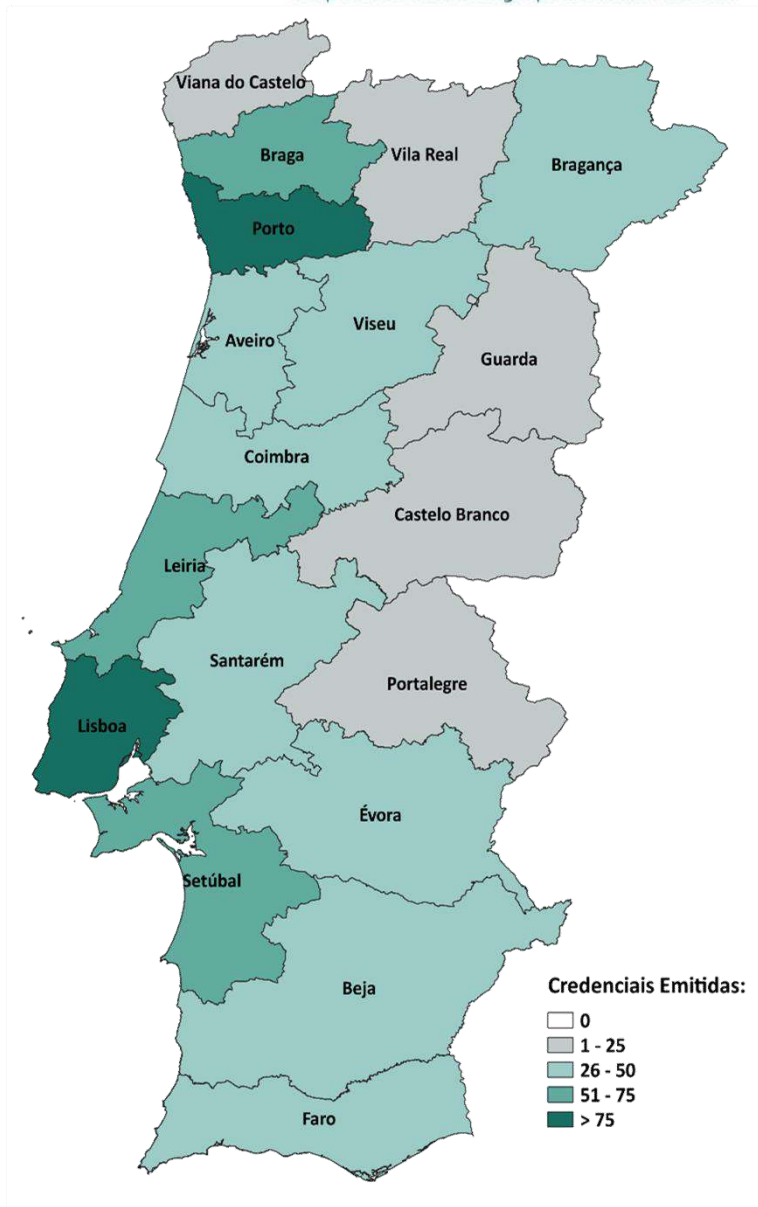 Viana do Castelo
Braga
Vila Real
Bragança
Porto
Aveiro
Viseu
Guarda
Coimbra
Castelo Branco
Leiria
Santarém
Portalegre
Lisboa
Évora
Setúbal
Beja
Faro
Credenciais Emitidas:
0
1 - 25
26 - 50
51 - 75
> 75